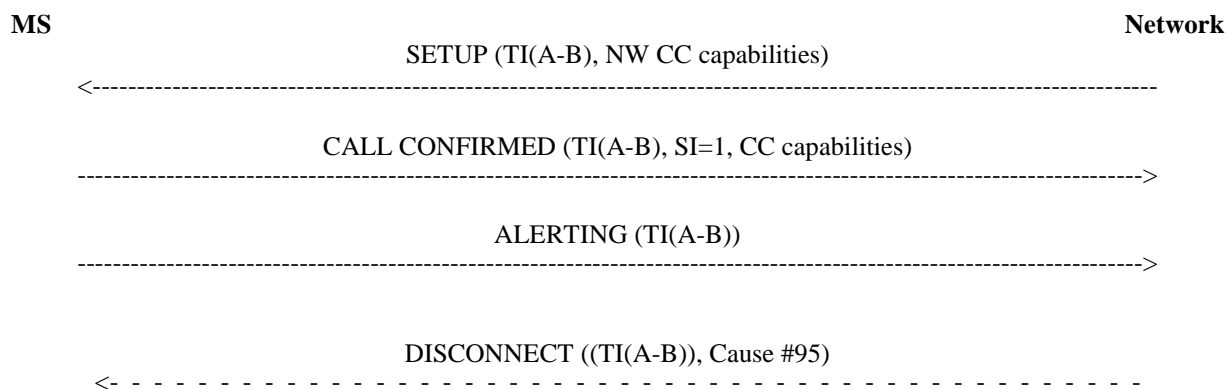 MS Network
SETUP (TI(A-B), NW CC capabilities)
<------------------------------------------------------------------------------------------------------------------------
CALL CONFIRMED (TI(A-B), SI=1, CC capabilities)
------------------------------------------------------------------------------------------------------------------------>
ALERTING (TI(A-B))
------------------------------------------------------------------------------------------------------------------------>
DISCONNECT ((TI(A-B)), Cause #95)
<- - - - - - - - - - - - - - - - - - - - - - - - - - - - - - - - - - - - - - - - - - - - - - -